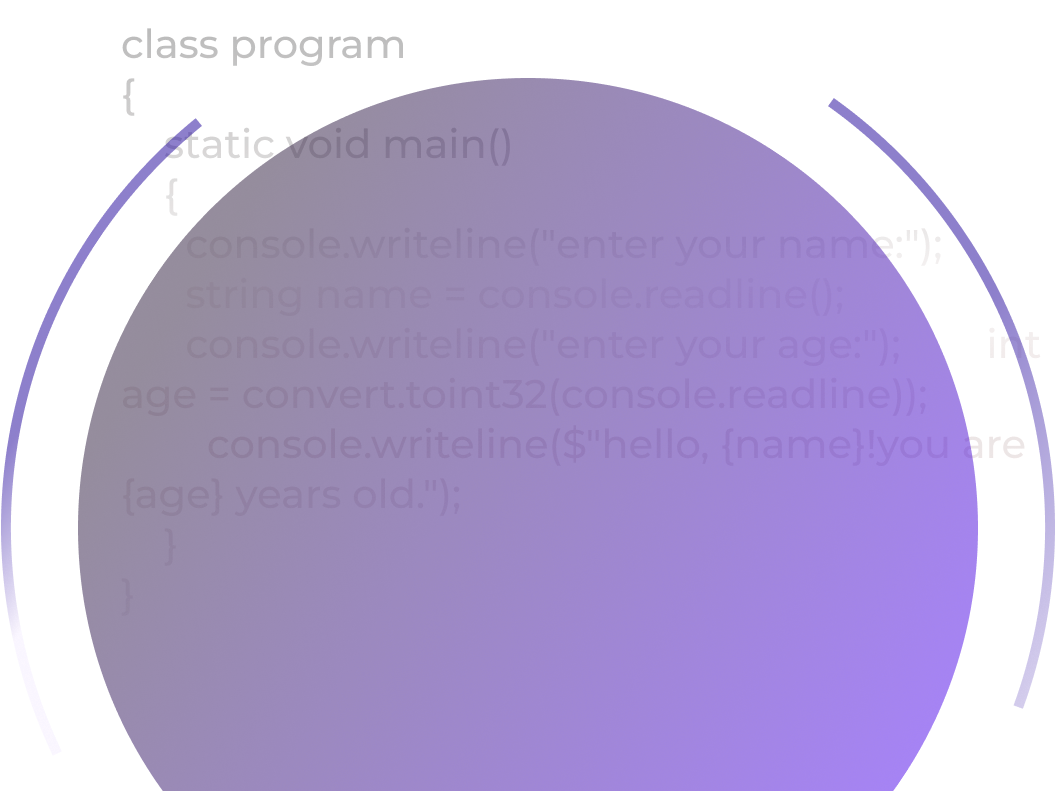 class program
{
static void main()
{
console.writeline("enter your name:");
string name = console.readline();
console.writeline("enter your age:"); int
age = convert.toint32(console.readline));
console.writeline($"hello, {name}!you are
{age} years old.");
}
}